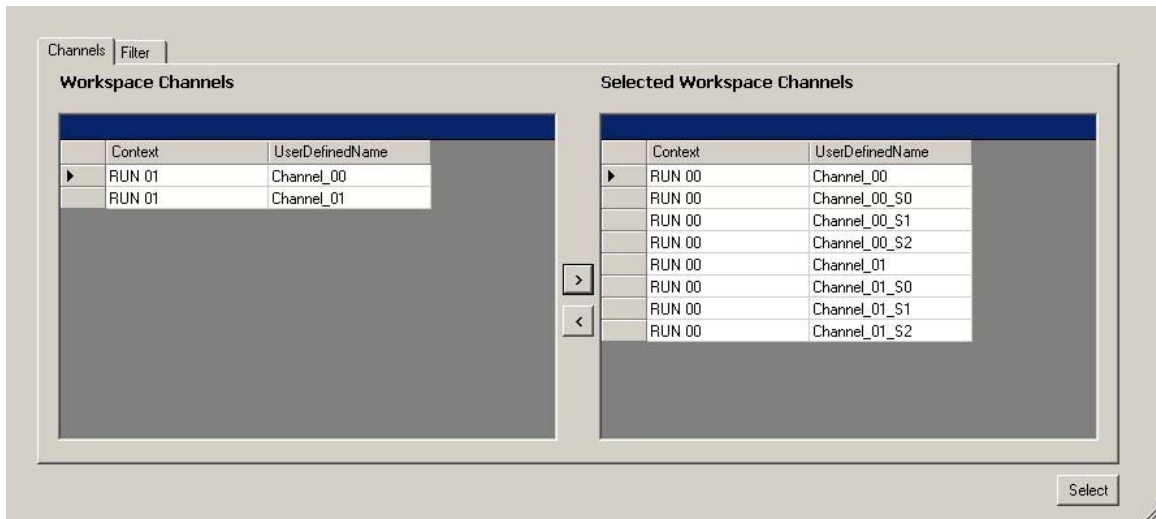 Channels Filter
Workspace Channels
Context UserDefinedName
RUN 01 Channel_00
RUN 01 Channel_01
>
<
Selected Workspace Channels
Context UserDefinedName
RUN 00 Channel_00
RUN 00 Channel_00_S0
RUN 00 Channel_00_S1
RUN 00 Channel_00_S2
RUN 00 Channel_01
RUN 00 Channel_01_S0
RUN 00 Channel_01_S1
RUN 00 Channel_01_S2
Select